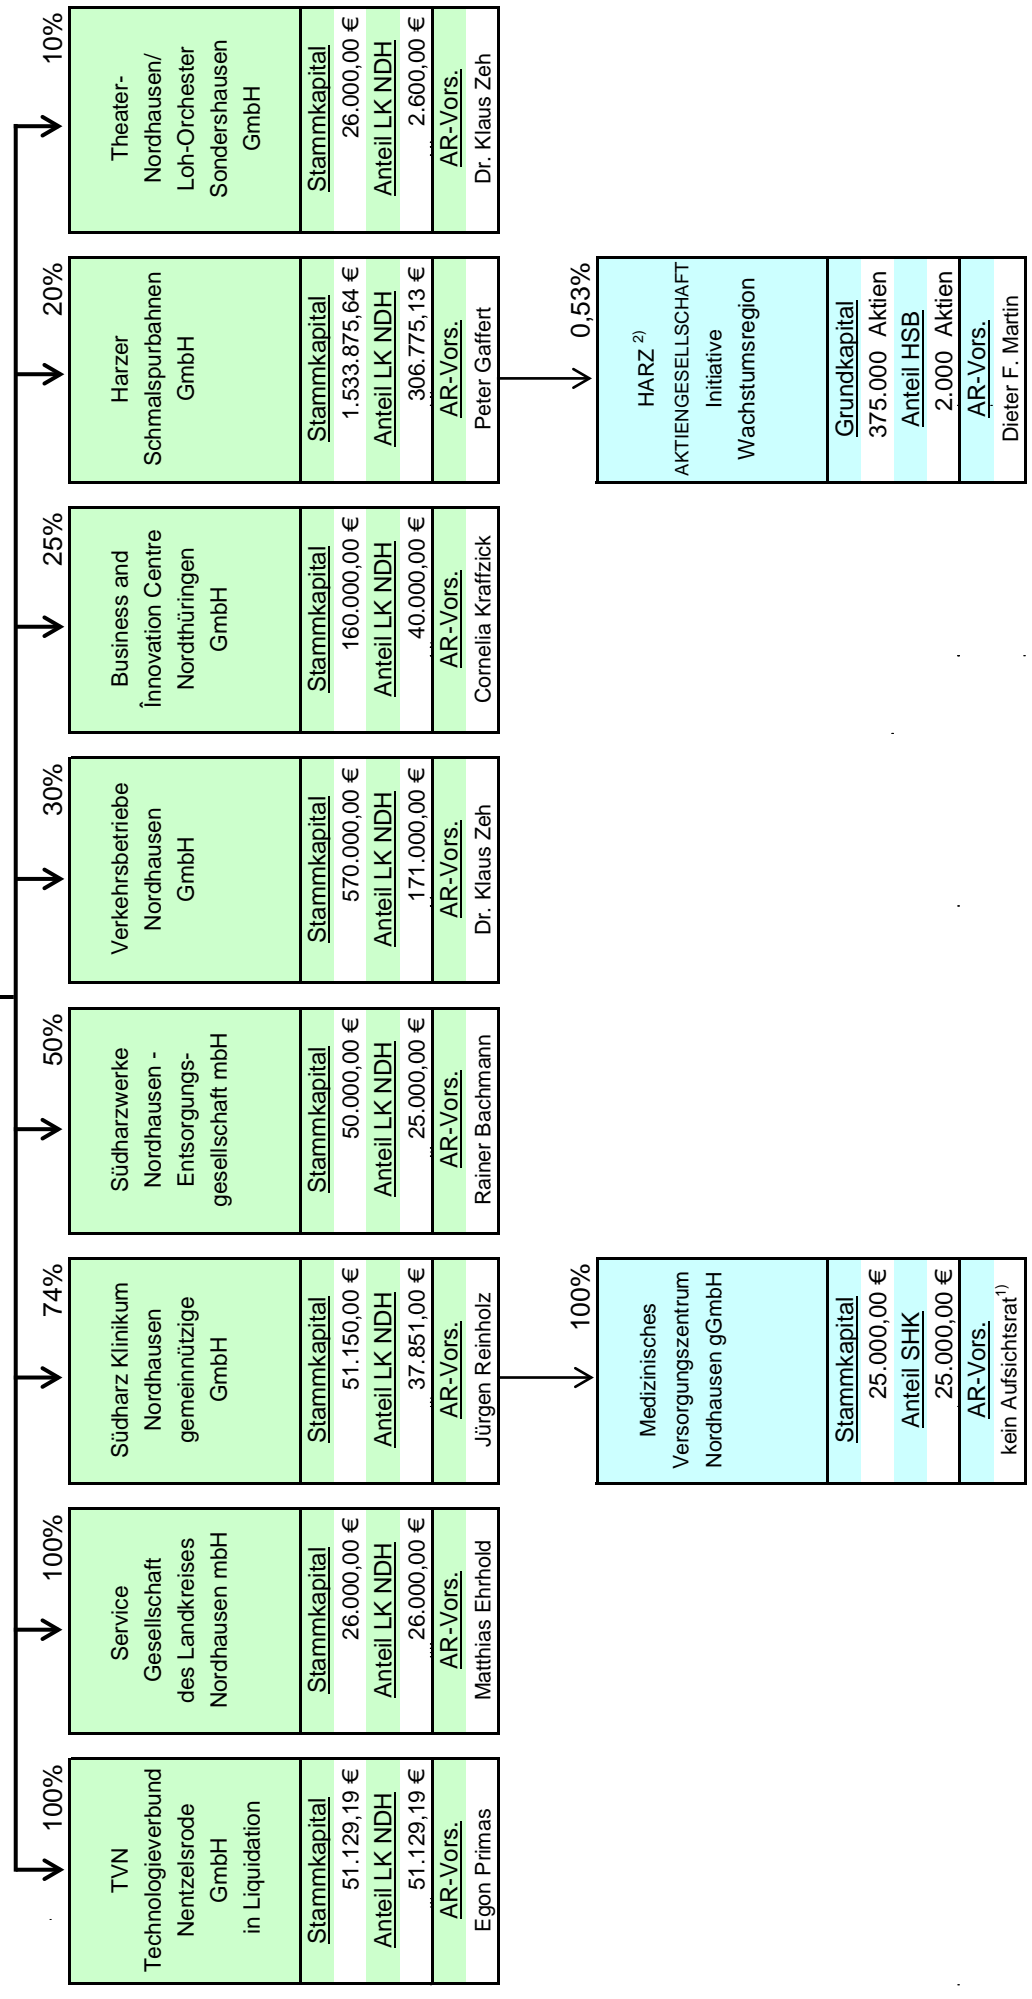 100%
TVN
Technologieverbund
Nentzelsrode
GmbH
in Liquidation
Stammkapital
51.129,19 €
Anteil LK NDH
51.129,19 €
AR-Vors.
Egon Primas
100%
Service
Gesellschaft
des Landkreises
Nordhausen mbH
Stammkapital
26.000,00 €
Anteil LK NDH
26.000,00 €
AR-Vors.
Matthias Ehrhold
74%
Südharz Klinikum
Nordhausen
gemeinnützige
GmbH
Stammkapital
51.150,00 €
Anteil LK NDH
37.851,00 €
AR-Vors.
Jürgen Reinholz
50%
Südharzwerke
Nordhausen -
Entsorgungs-
gesellschaft mbH
Stammkapital
50.000,00 €
Anteil LK NDH
25.000,00 €
AR-Vors.
Rainer Bachmann
30%
Verkehrsbetriebe
Nordhausen
GmbH
Stammkapital
570.000,00 €
Anteil LK NDH
171.000,00 €
AR-Vors.
Dr. Klaus Zeh
25%
Business and
Înnovation Centre
Nordthüringen
GmbH
Stammkapital
160.000,00 €
Anteil LK NDH
40.000,00 €
AR-Vors.
Cornelia Kraffzick
20%
Harzer
Schmalspurbahnen
GmbH
Stammkapital
1.533.875,64 €
Anteil LK NDH
306.775,13 €
AR-Vors.
Peter Gaffert
10%
Theater-
Nordhausen/
Loh-Orchester
Sondershausen
GmbH
Stammkapital
26.000,00 €
Anteil LK NDH
2.600,00 €
AR-Vors.
Dr. Klaus Zeh
100%
Medizinisches
Versorgungszentrum
Nordhausen gGmbH
Stammkapital
25.000,00 €
Anteil SHK
25.000,00 €
AR-Vors.
kein Aufsichtsrat 1)
0,53%
HARZ 2)
AKTIENGESELLSCHAFT
Initiative
Wachstumsregion
Grundkapital
375.000 Aktien
Anteil HSB
2.000 Aktien
AR-Vors.
Dieter F. Martin